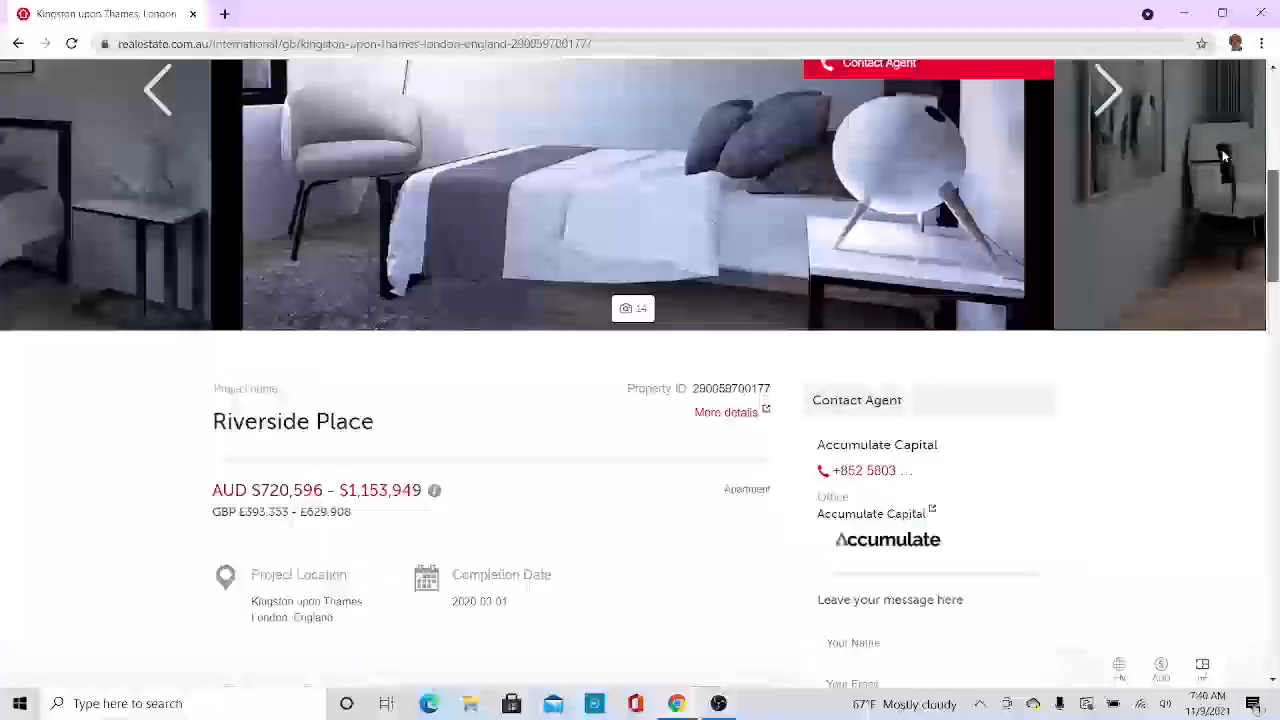 Kingston upon Thames, London
realestate.com.au/international/gb/kingston-upon-thames-london-england-290059700177/
Contact Agent
14
Project name
Property ID: 290059700177
More details
Riverside Place
AUD $720,596 - $1,153,949
Apartment
GBP £393,353 - £629,908
Project Location
Kingston upon Thames
London, England
Completion Date
2020-03-01
Contact Agent
Accumulate Capital
+852 5803 ...
Office
Accumulate Capital
Accumulate
Leave your message here
Your Name
Your Email
EN
AUD
Type here to search
67°F Mostly cloudy
7:40 AM
11/9/2021